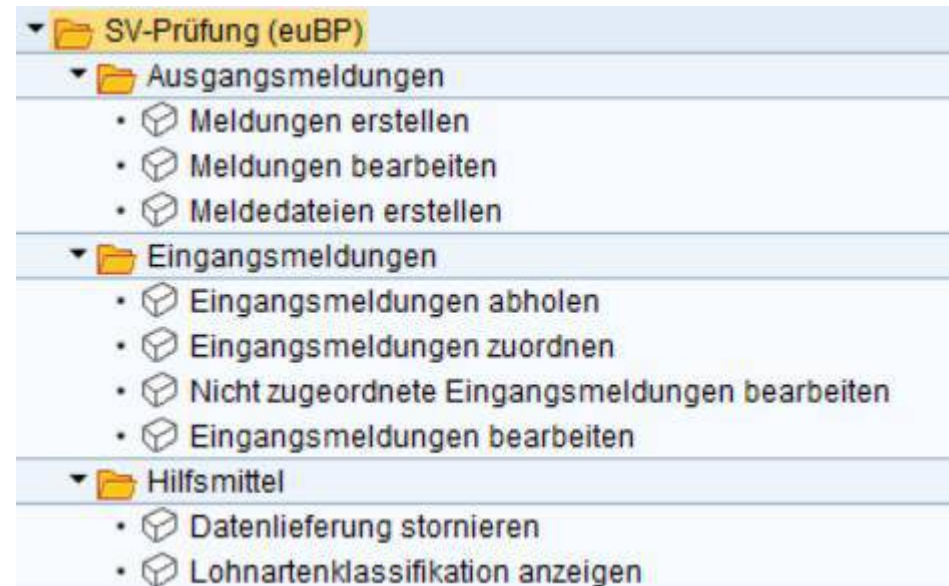 SV-Prüfung (euBP)
Ausgangsmeldungen
Meldungen erstellen
Meldungen bearbeiten
Meldedateien erstellen
Eingangsmeldungen
Eingangsmeldungen abholen
Eingangsmeldungen zuordnen
Nicht zugeordnete Eingangsmeldungen bearbeiten
Eingangsmeldungen bearbeiten
Hilfsmittel
Datenlieferung stornieren
Lohnartenklassifikation anzeigen